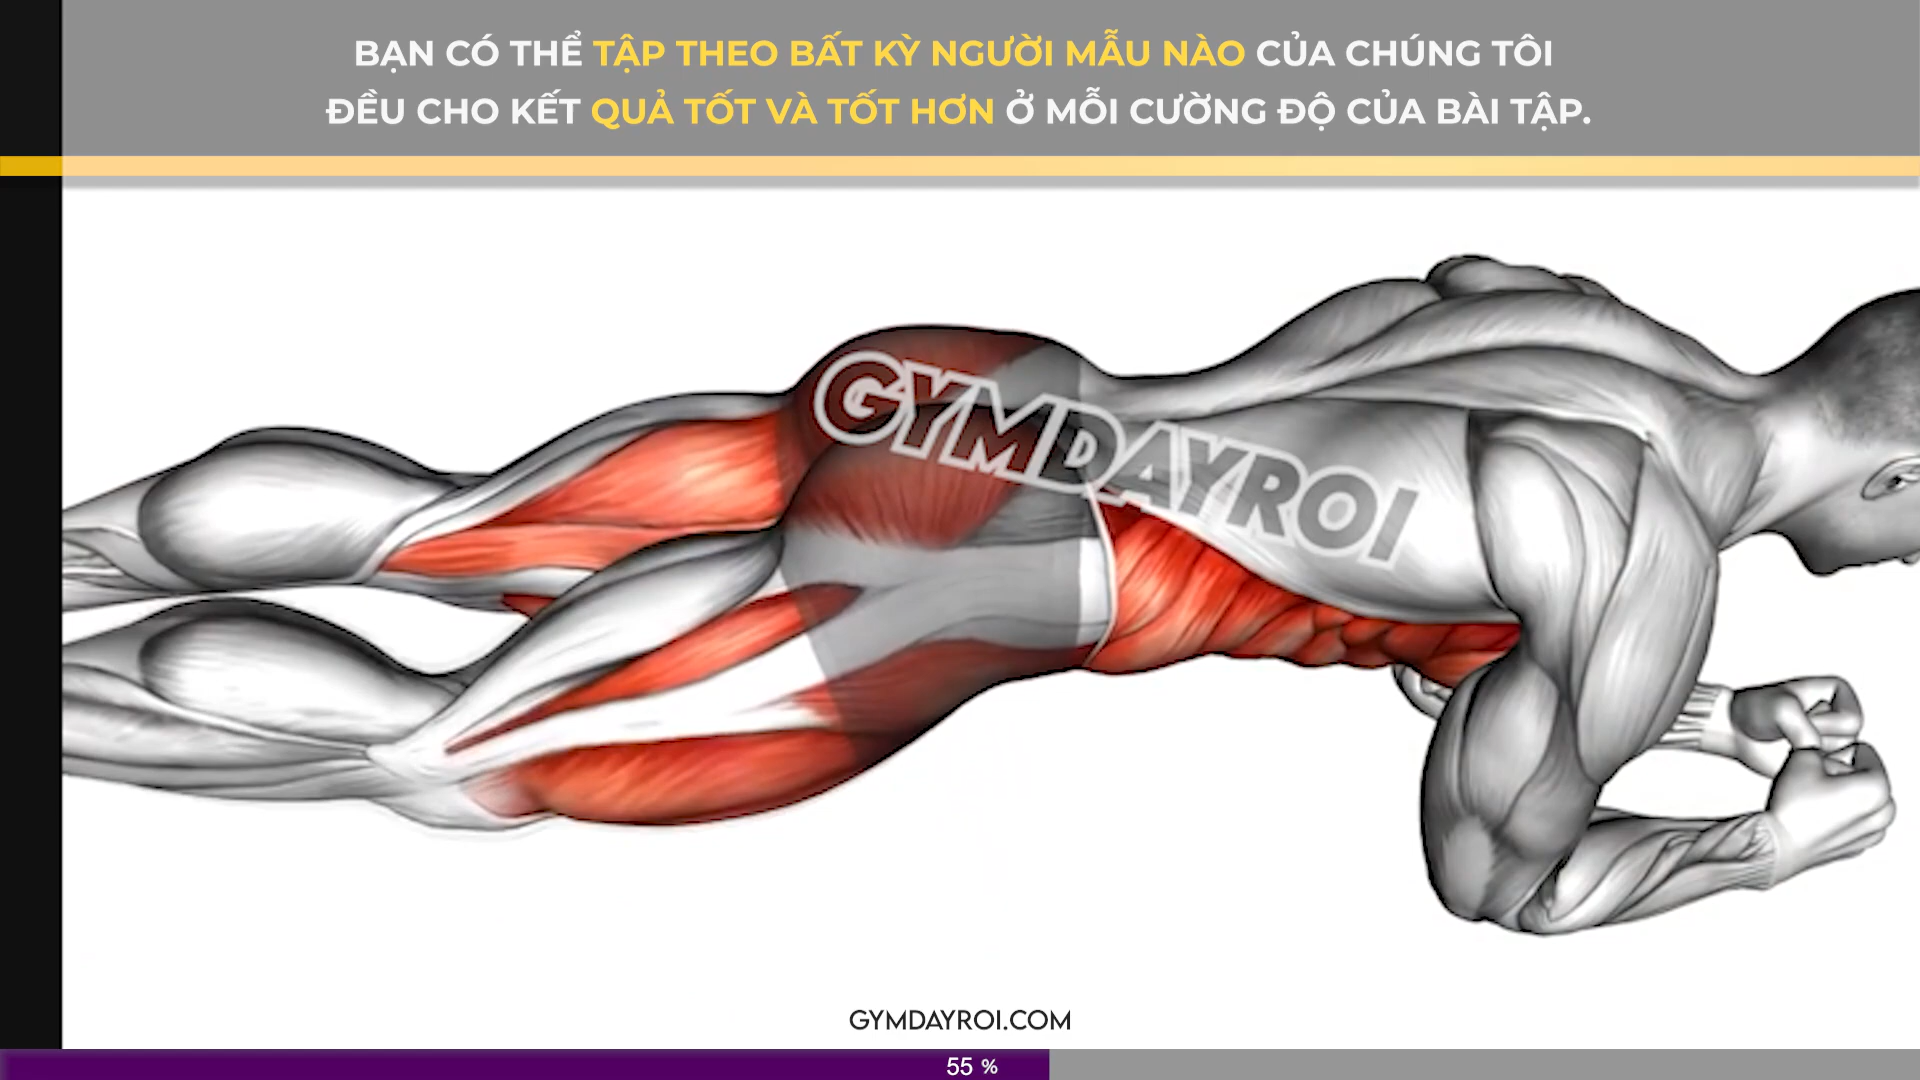 BẠN CÓ THỂ TẬP THEO BẤT KỲ NGƯỜI MẪU NÀO CỦA CHÚNG TÔI
ĐỀU CHO KẾT QUẢ TỐT VÀ TỐT HƠN Ở MỖI CƯỜNG ĐỘ CỦA BÀI TẬP.
GYMDAYROI
GYMDAYROI.COM
55 %